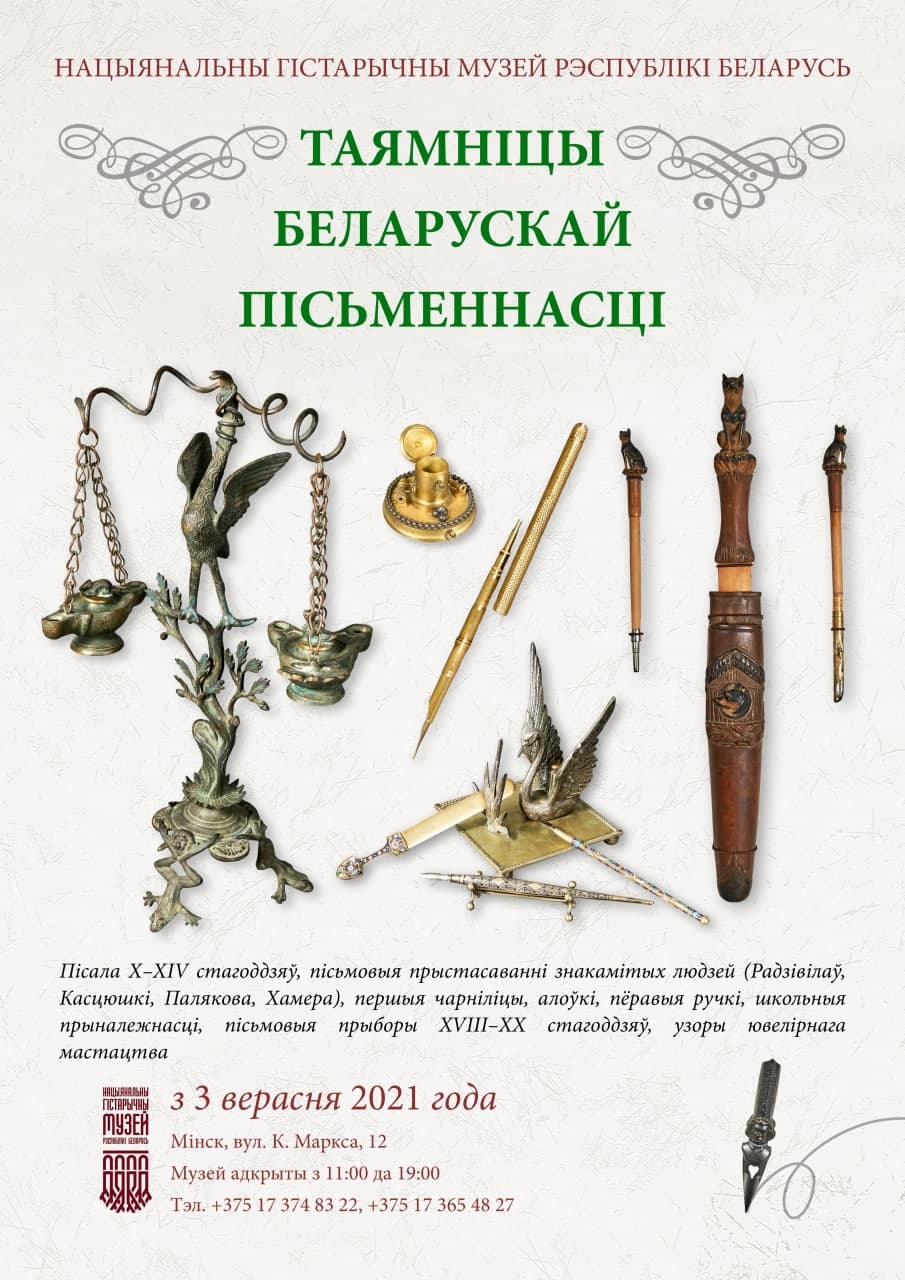 НАЦЫЯНАЛЬНЫ ГІСТАРЫЧНЫ МУЗЕЙ РЭСПУБЛІКІ БЕЛАРУСЬ
ТАЯМНІЦЫ
БЕЛАРУСКАЙ
ПІСЬМЕННАСЦІ
Пісала X–XIV стагоддзяў, пісьмовыя прыстасаванні знакамітых людзей (Радзівілаў,
Касцюшкі, Палякова, Хамера), першыя чарніліцы, алоўкі, пёравыя ручкі, школьныя
прыналежнасці, пісьмовыя прыборы XVIII–XX стагоддзяў, узоры ювелірнага
мастацтва
НАЦЫЯНАЛЬНЫ
ГІСТАРЫЧНЫ
МУЗЕЙ
РЭСПУБЛІКІ БЕЛАРУСЬ
з 3 верасня 2021 года
Мінск, вул. К. Маркса, 12
Музей адкрыты з 11:00 да 19:00
Тэл. +375 17 374 83 22, +375 17 365 48 27